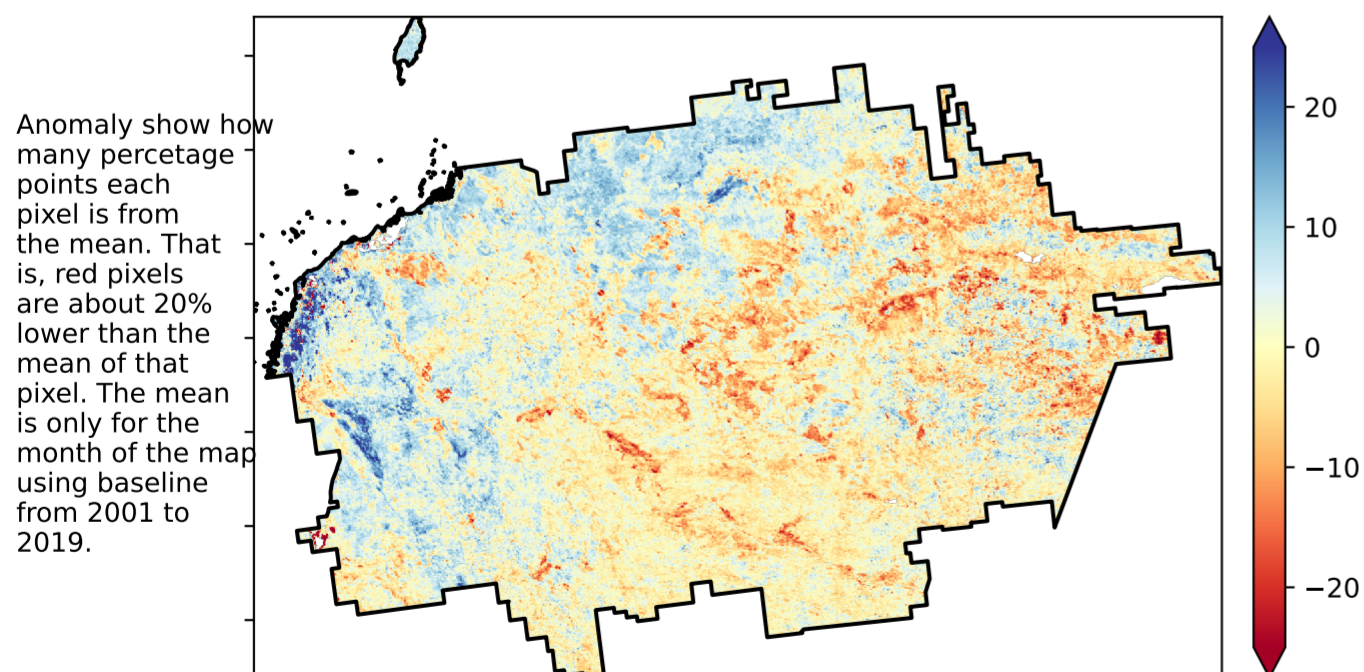 Anomaly show how
many percetage
points each
pixel is from
the mean. That
is, red pixels
are about 20%
lower than the
mean of that
pixel. The mean
is only for the
month of the map
using baseline
from 2001 to
2019.
20
10
0
−10
−20